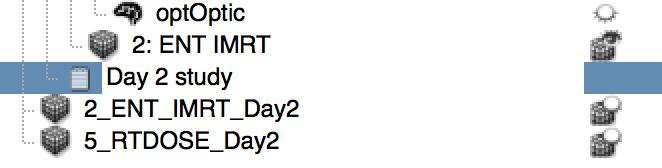 optOptic
2: ENT IMRT
Day 2 study
2_ENT_IMRT_Day2
5_RTDOSE_Day2